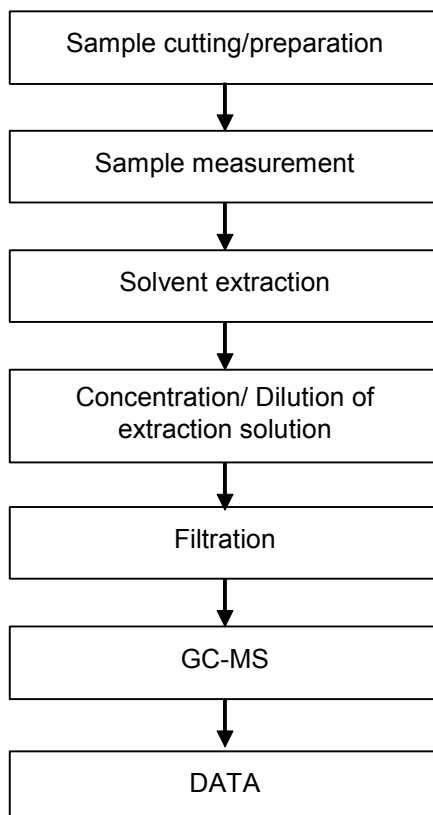 Sample cutting/preparation
Sample measurement
Solvent extraction
Concentration/ Dilution of
extraction solution
Filtration
GC-MS
DATA